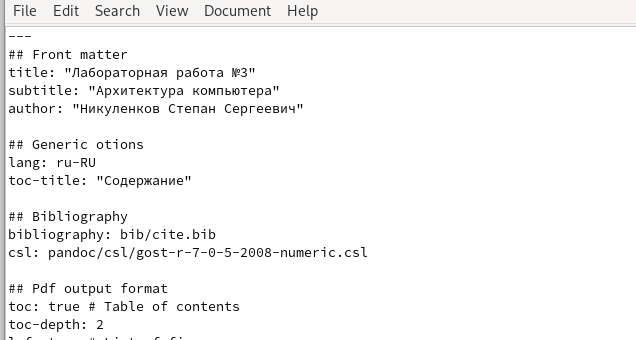 File Edit Search View Document Help
---
## Front matter
title: "Лабораторная работа №3"
subtitle: "Архитектура компьютера"
author: "Никуленков Степан Сергеевич"
## Generic otions
lang: ru-RU
toc-title: "Содержание"
## Bibliography
bibliography: bib/cite.bib
csl: pandoc/csl/gost-r-7-0-5-2008-numeric.csl
## Pdf output format
toc: true # Table of contents
toc-depth: 2